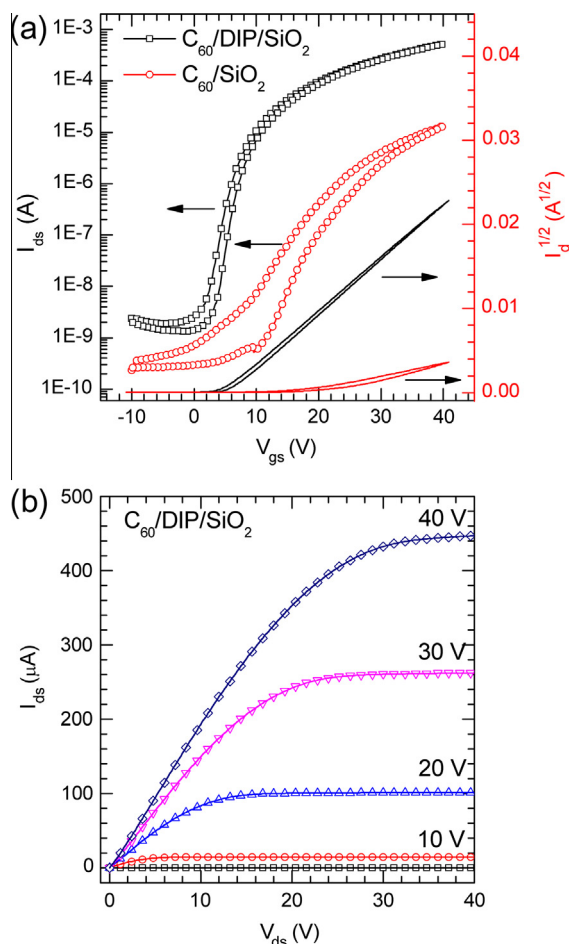 (a)
C60/DIP/SiO2
C60/SiO2
1E-3
1E-4
1E-5
1E-6
1E-7
1E-8
1E-9
1E-10
Ids (A)
0.04
0.03
0.02
0.01
0.00
Id^1/2 (A^1/2)
-10 0 10 20 30 40
Vgs (V)
(b)
C60/DIP/SiO2
40 V
30 V
20 V
10 V
500
400
300
200
100
0
Ids (μA)
0 10 20 30 40
Vds (V)